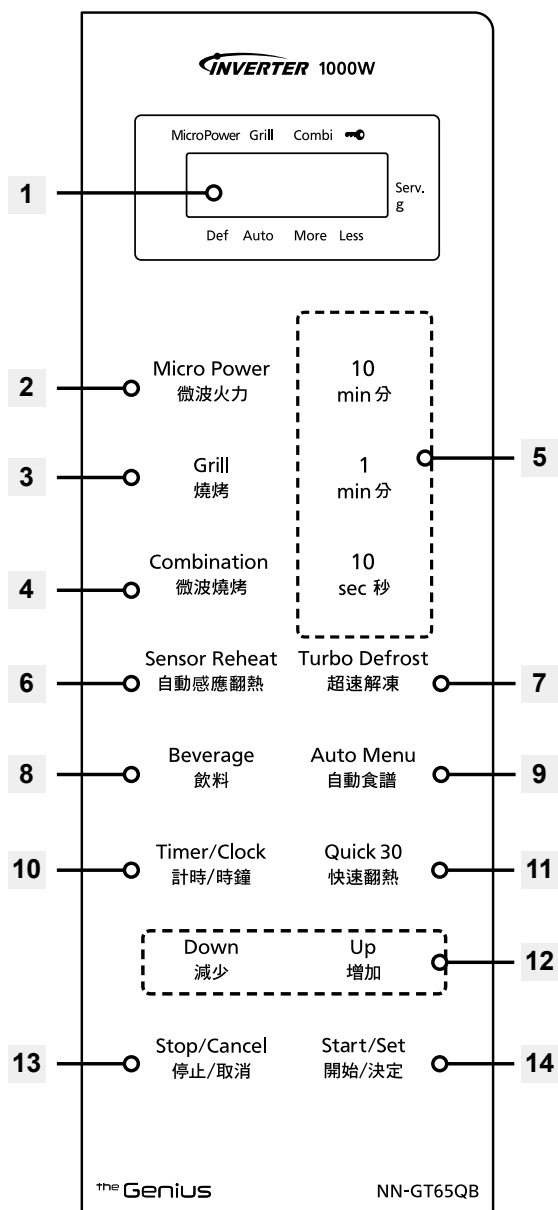 INVERTER 1000W
MicroPower Grill Combi
1
Serv.
g
Def Auto More Less
2
Micro Power
微波火力
10
min 分
3
Grill
燒烤
1
min 分
5
4
Combination
微波燒烤
10
sec 秒
6
Sensor Reheat
自動感應翻熱
Turbo Defrost
超速解凍
7
8
Beverage
飲料
Auto Menu
自動食譜
9
10
Timer/Clock
計時/時鐘
Quick 30
快速翻熱
11
Down
減少
Up
增加
12
13
Stop/Cancel
停止/取消
Start/Set
開始/決定
14
the Genius
NN-GT65QB